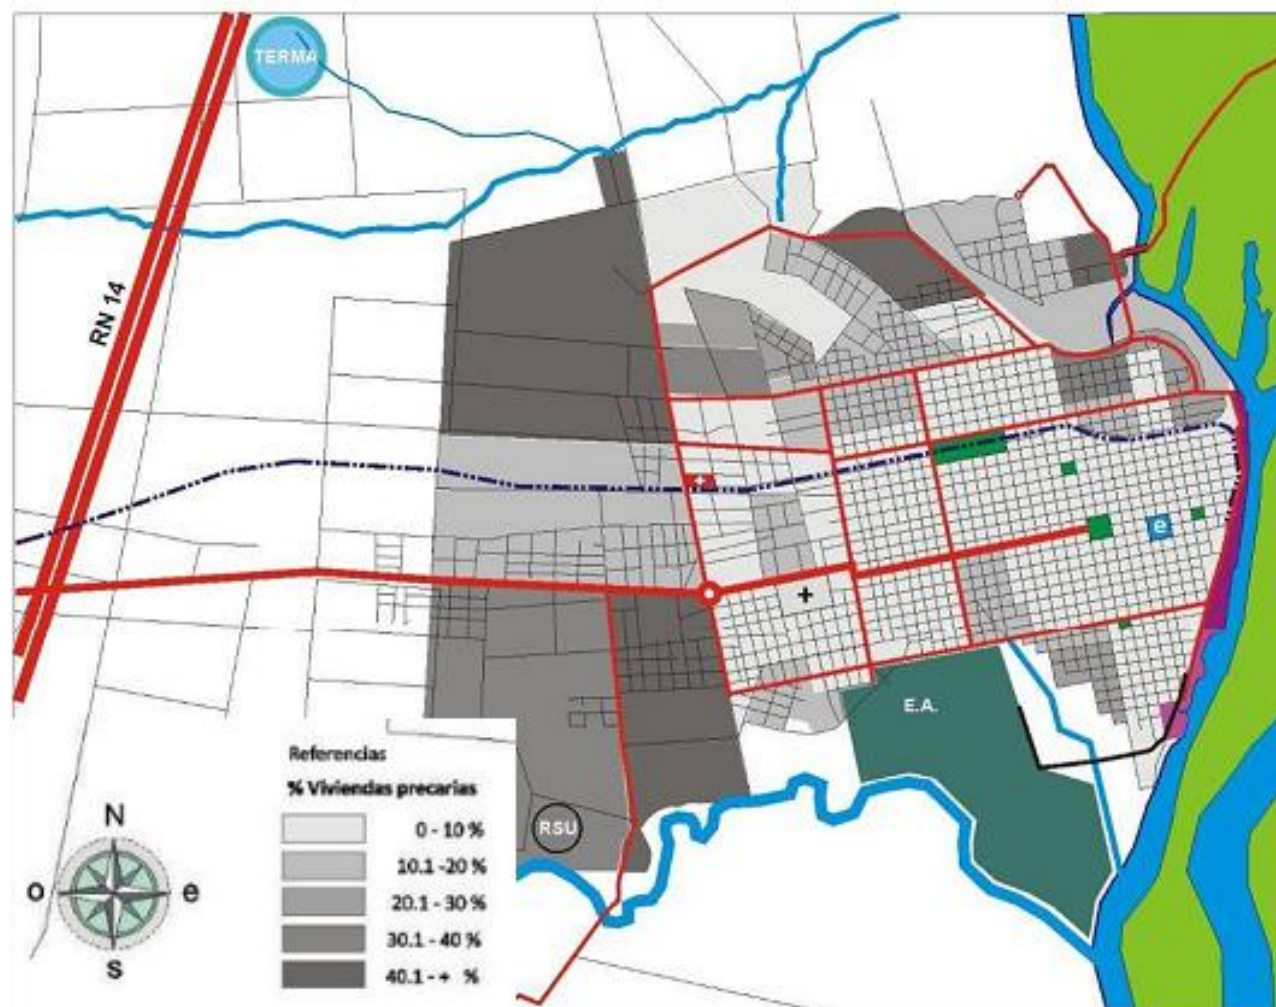 TERMA
RN 14
e
E.A.
Referencias
% Viviendas precarias
0 - 10 %
10.1 -20 %
20.1 - 30 %
30.1 - 40 %
40.1 - + %
RSU
N
o
e
s